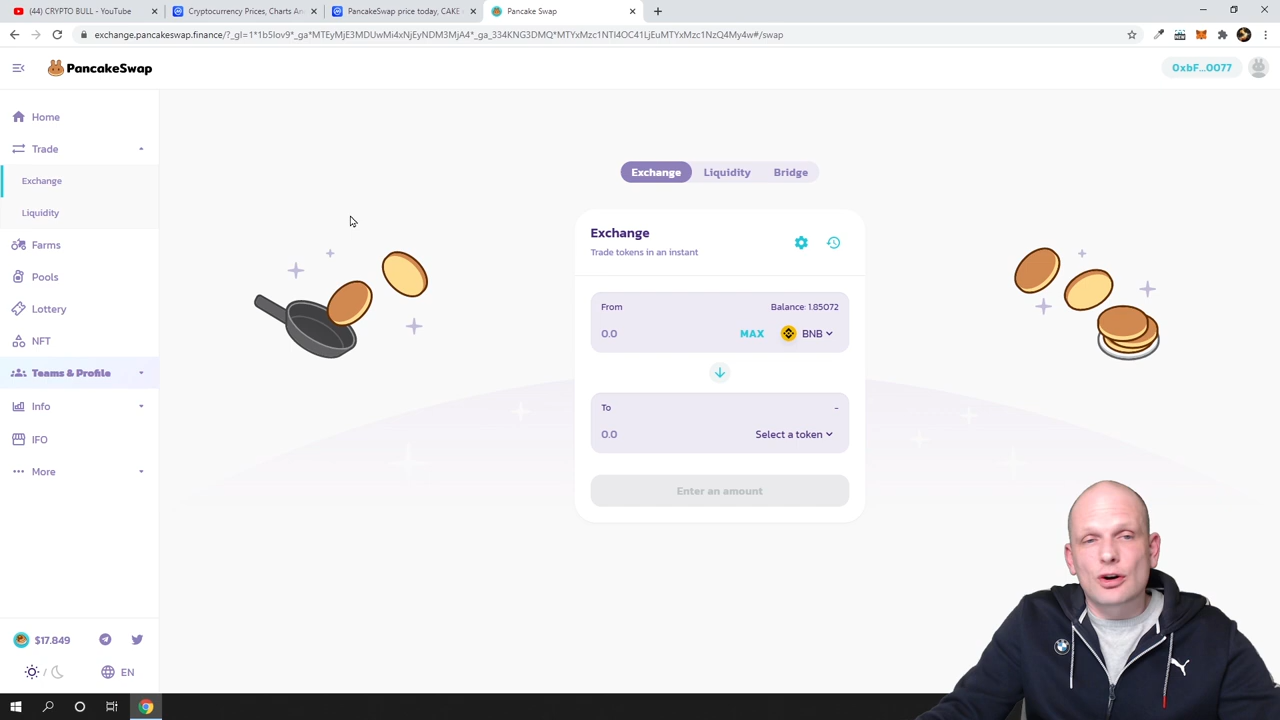 (44) CRYPTO BULL - YouTube
Cryptocurrency Prices, Charts An
PancakeSwap price today, CAKE
Pancake Swap
exchange.pancakeswap.finance/?_gl=1*1b5lov9*_ga*MTEyMjE3MDUwMi4xNjEyNDM3MjA4*_ga_334KNG3DMQ*MTYxMzc1NTI4OC41LjEuMTYxMzc1NzQ4My4w#/swap
PancakeSwap
0xbF...0077
Home
Trade
Exchange
Liquidity
Farms
Pools
Lottery
NFT
Teams & Profile
Info
IFO
More
$17.849
/
EN
Exchange
Liquidity
Bridge
Exchange
Trade tokens in an instant
From
Balance: 1.85072
0.0
MAX
BNB
To
-
0.0
Select a token
Enter an amount